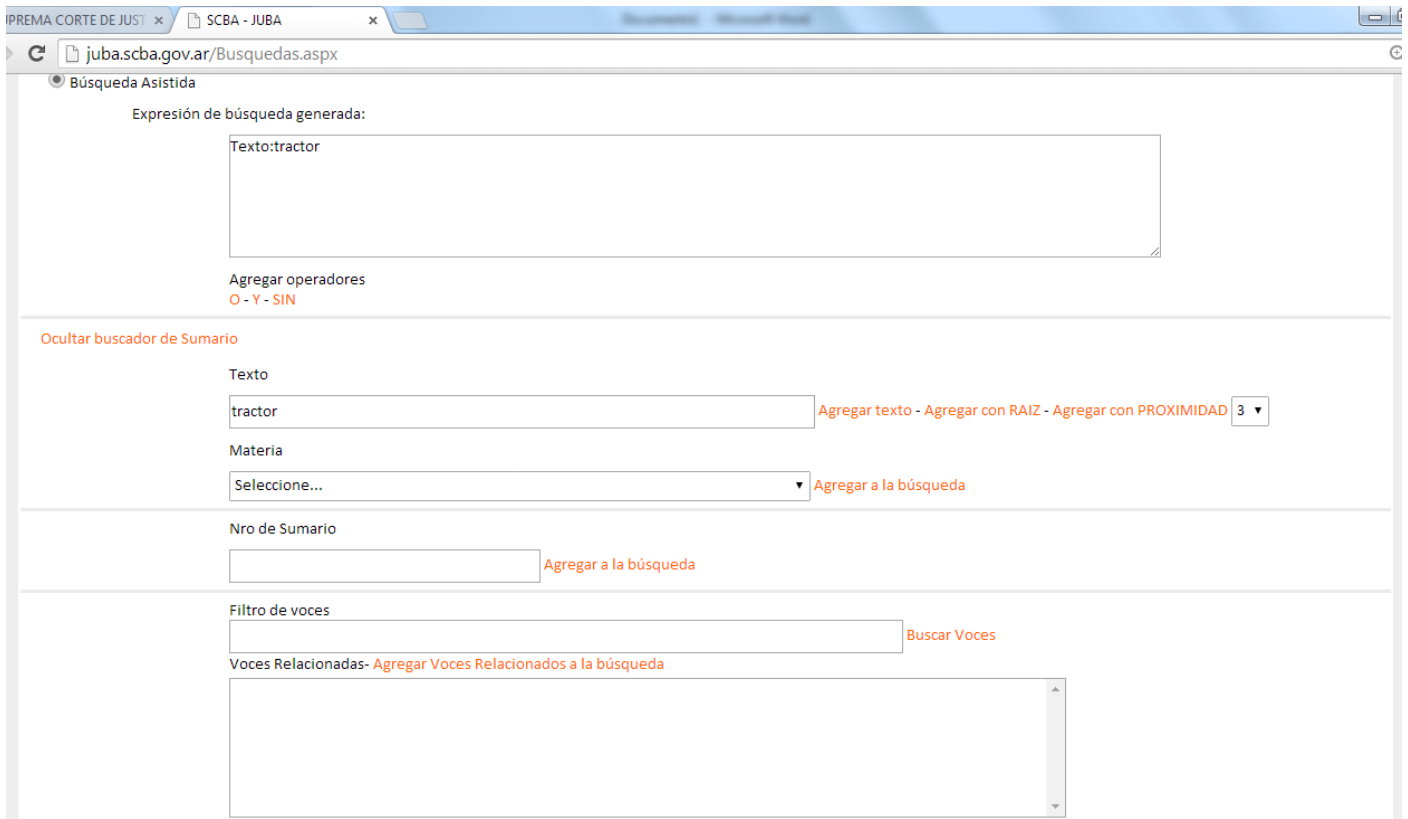 PREMA CORTE DE JUST
SCBA - JUBA
juba.scba.gov.ar/Busquedas.aspx
Búsqueda Asistida
Expresión de búsqueda generada:
Texto:tractor
Agregar operadores
O - Y - SIN
Ocultar buscador de Sumario
Texto
tractor Agregar texto - Agregar con RAIZ - Agregar con PROXIMIDAD 3
Materia
Seleccione... Agregar a la búsqueda
Nro de Sumario
Agregar a la búsqueda
Filtro de voces
Buscar Voces
Voces Relacionadas- Agregar Voces Relacionados a la búsqueda